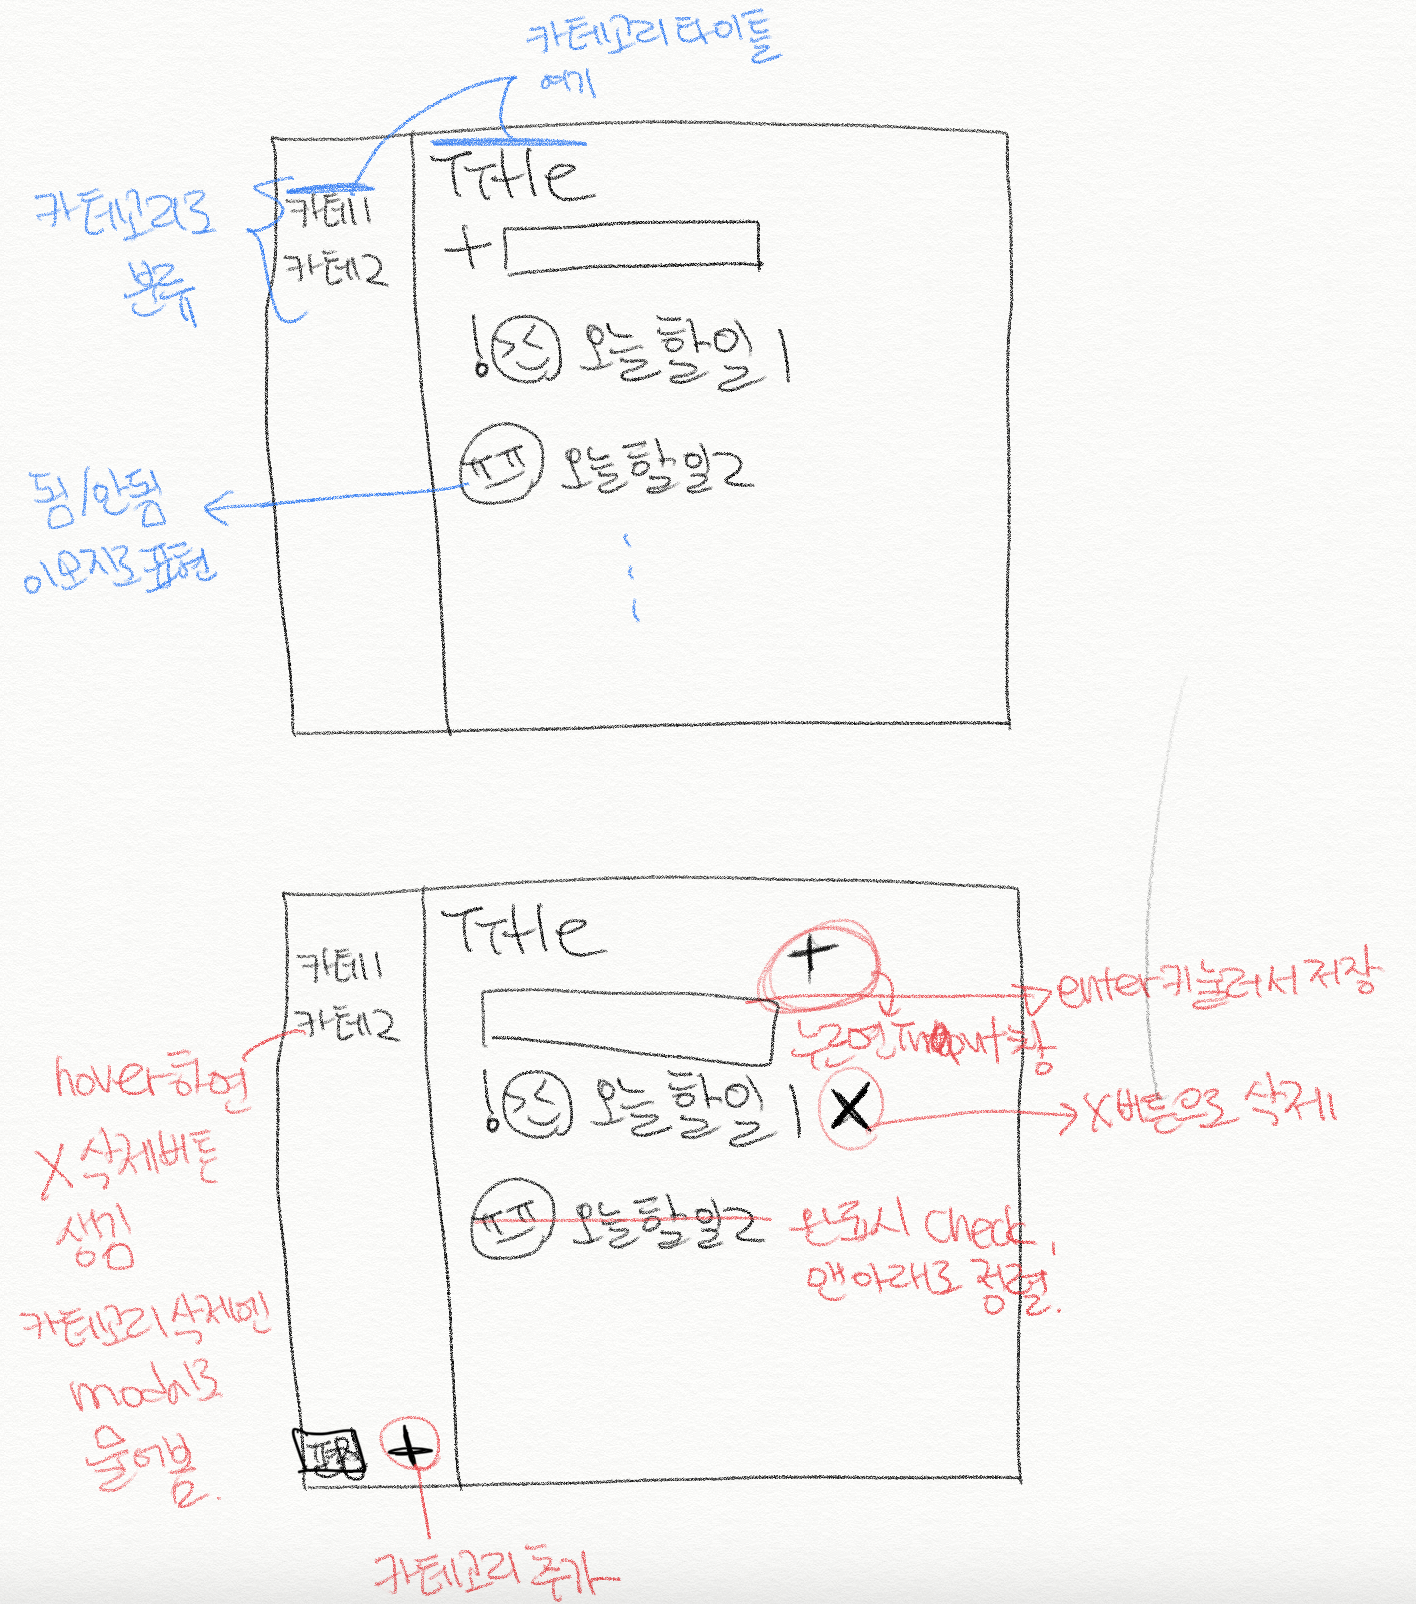 카테고리 타이틀
여기
Title
카테고리로
분류
카테1
카테2
+
! 오늘 할일 1
오늘할일2
됨/안됨
이모지로 표현
Title
+
카테1
카테2
enter키 눌러서 저장
누르면 Input창
hover하면
X 삭제버튼
생김
! 오늘 할일 1 X
X버튼으로 삭제
오늘할일2
완료시 check,
맨아래로 정렬.
카테고리 삭제엔
modal로
물어봄.
+
카테고리 추가